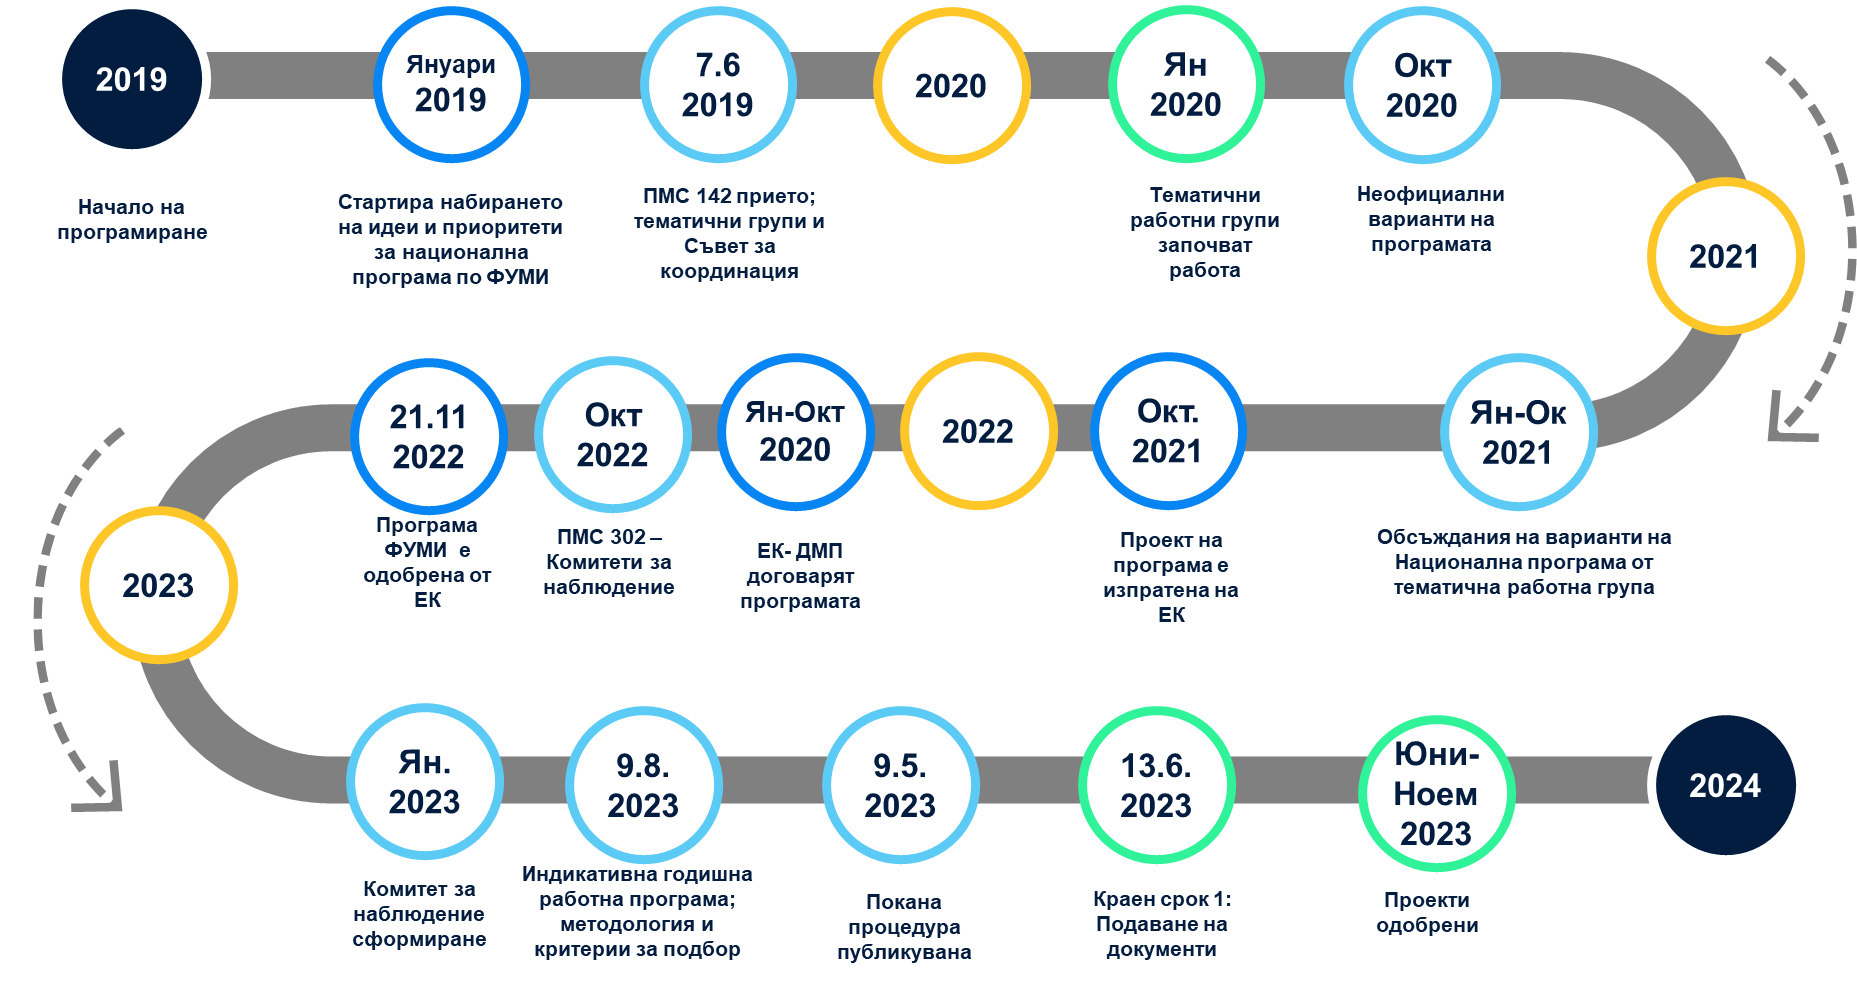 2019
Начало на
програмиране
Януари
2019
Стартира набирането
на идеи и приоритети
за национална
програма по ФУМИ
7.6
2019
ПМС 142 прието;
тематични групи и
Съвет за
координация
2020
Ян
2020
Тематични
работни групи
започват
работа
Окт
2020
Неофициални
варианти на
програмата
2021
Ян-Ок
2021
Обсъждания на варианти на
Национална програма от
тематична работна група
Окт.
2021
Проект на
програма е
изпратена на
ЕК
2022
Ян-Окт
2020
ЕК- ДМП
договарят
програмата
Окт
2022
ПМС 302 –
Комитети за
наблюдение
21.11
2022
Програма
ФУМИ е
одобрена от
ЕК
2023
Ян.
2023
Комитет за
наблюдение
сформиране
9.8.
2023
Индикативна годишна
работна програма;
методология и
критерии за подбор
9.5.
2023
Покана
процедура
публикувана
13.6.
2023
Краен срок 1:
Подаване на
документи
Юни-
Ноем
2023
Проекти
одобрени
2024